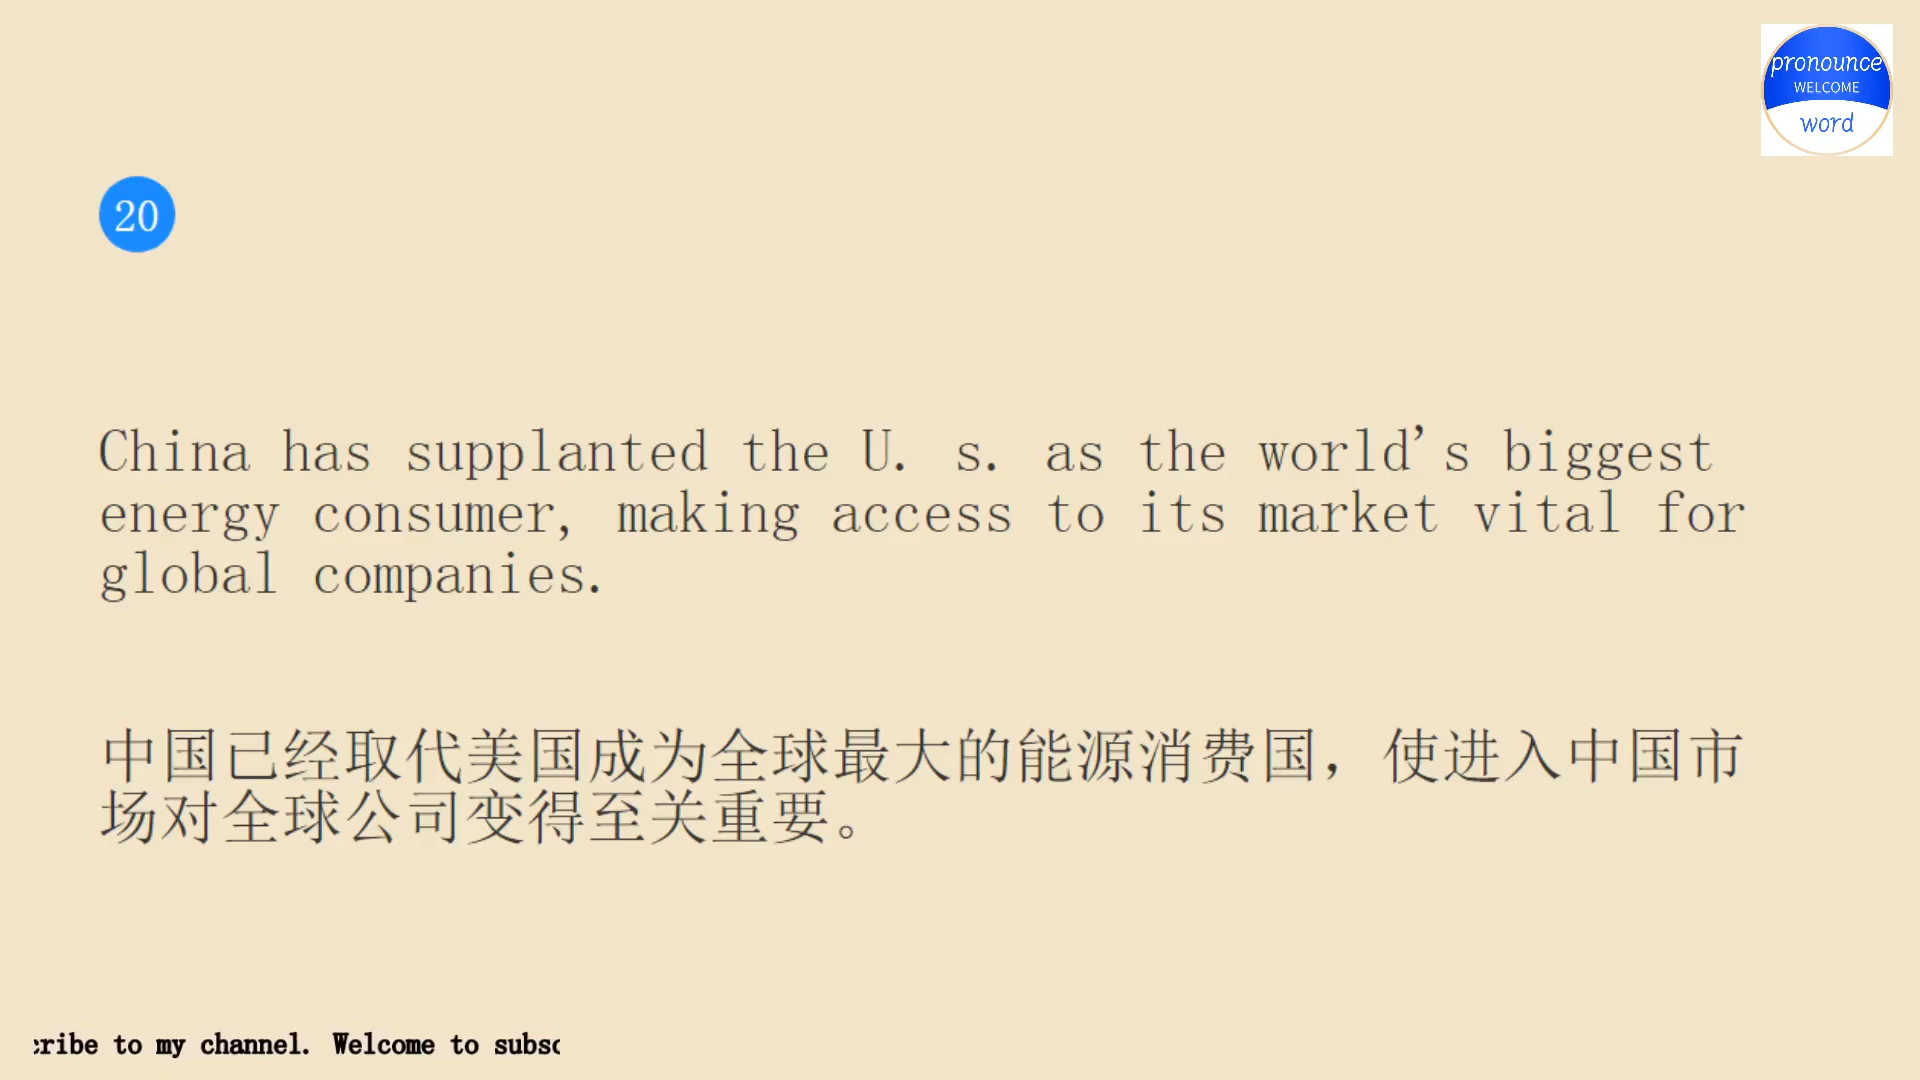 pronounce
WELCOME
word
20
China has supplanted the U. s. as the world's biggest
energy consumer, making access to its market vital for
global companies.
中国已经取代美国成为全球最大的能源消费国，使进入中国市
场对全球公司变得至关重要。
cribe to my channel. Welcome to subsc